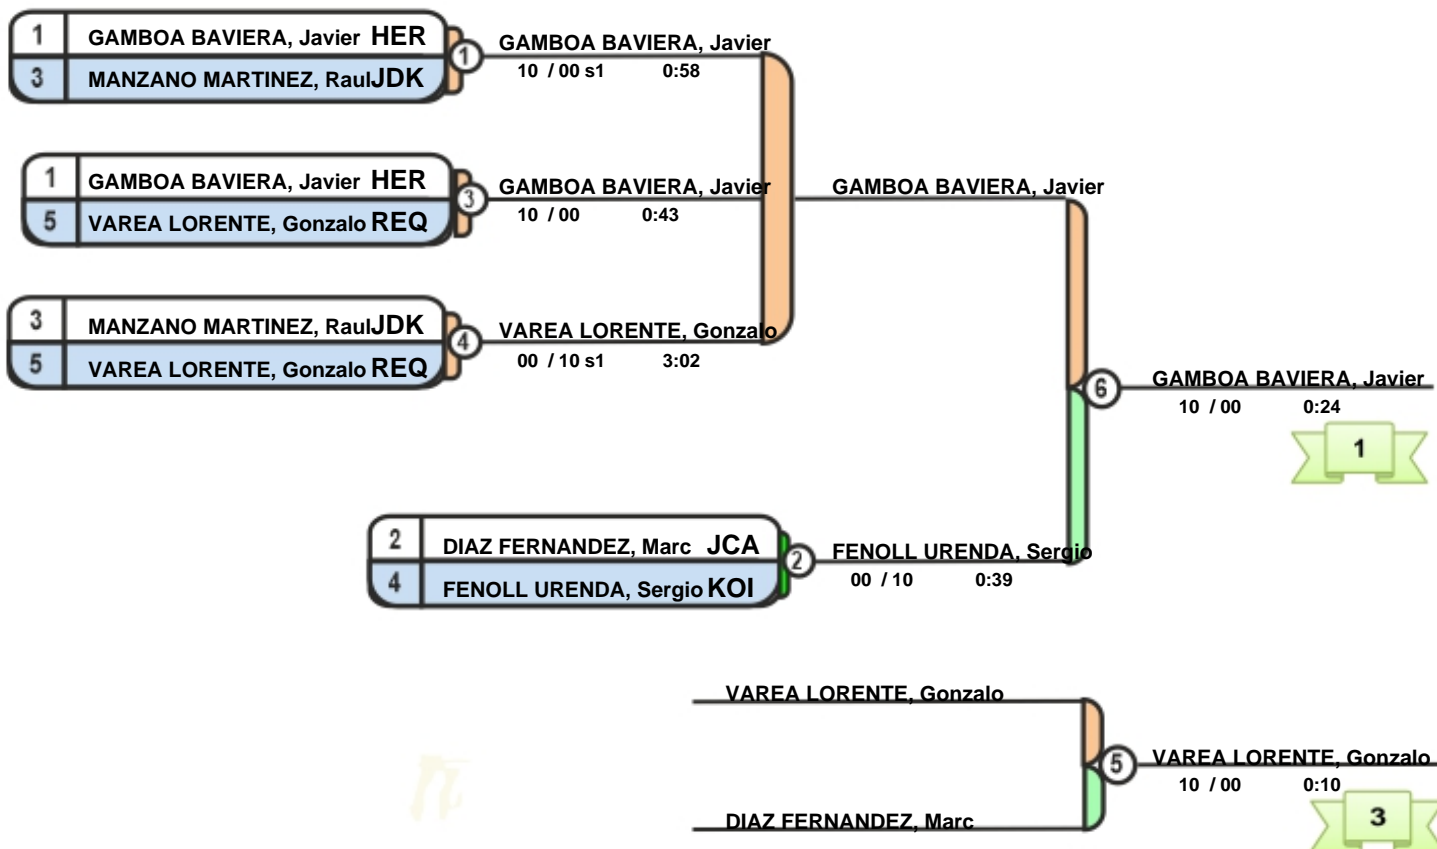 1 GAMBOA BAVIERA, Javier HER
3 MANZANO MARTINEZ, Raul JDK
1 GAMBOA BAVIERA, Javier
10 / 00 s1 0:58
1 GAMBOA BAVIERA, Javier HER
5 VAREA LORENTE, Gonzalo REQ
3 GAMBOA BAVIERA, Javier
10 / 00 0:43
GAMBOA BAVIERA, Javier
3 MANZANO MARTINEZ, Raul JDK
5 VAREA LORENTE, Gonzalo REQ
4 VAREA LORENTE, Gonzalo
00 / 10 s1 3:02
6 GAMBOA BAVIERA, Javier
10 / 00 0:24
1
2 DIAZ FERNANDEZ, Marc JCA
4 FENOLL URENDA, Sergio KOI
2 FENOLL URENDA, Sergio
00 / 10 0:39
VAREA LORENTE, Gonzalo
DIAZ FERNANDEZ, Marc
5 VAREA LORENTE, Gonzalo
10 / 00 0:10
3